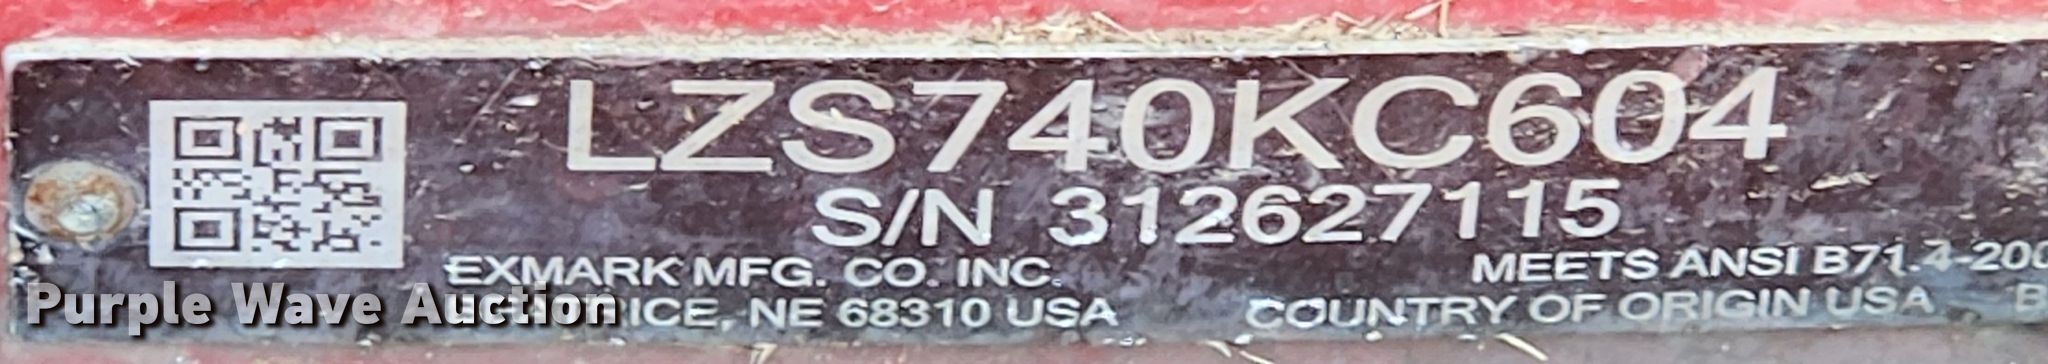 LZS740KC604
S/N 312627115
EXMARK MFG. CO. INC.
MEETS ANSI B71.4-200
NE 68310 USA
COUNTRY OF ORIGIN USA
Purple Wave Auction